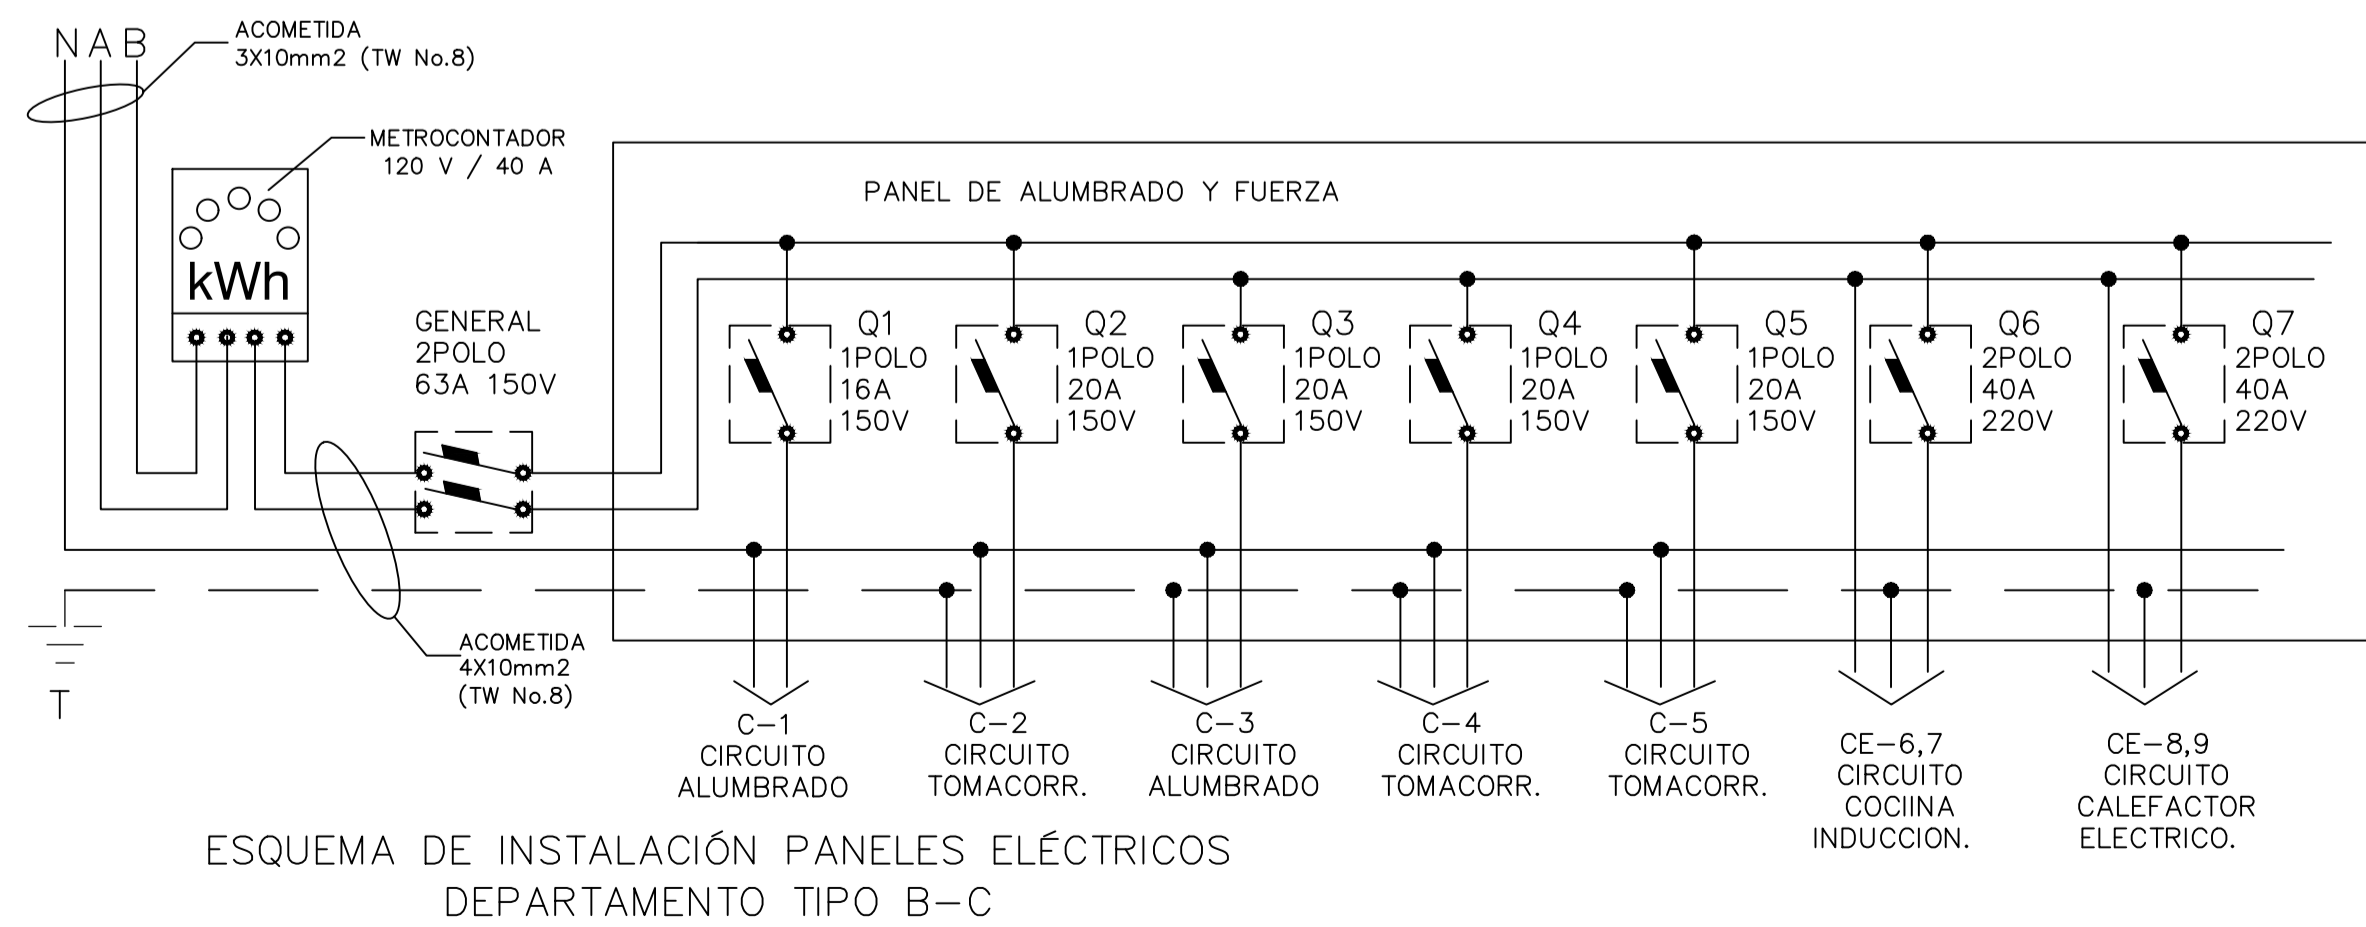 N A B
ACOMETIDA
3X10mm2 (TW No.8)
METROCONTADOR
120 V / 40 A
kWh
GENERAL
2POLO
63A 150V
PANEL DE ALUMBRADO Y FUERZA
Q1
1POLO
16A
150V
Q2
1POLO
20A
150V
Q3
1POLO
20A
150V
Q4
1POLO
20A
150V
Q5
1POLO
20A
150V
Q6
2POLO
40A
220V
Q7
2POLO
40A
220V
T
ACOMETIDA
4X10mm2
(TW No.8)
C-1
CIRCUITO
ALUMBRADO
C-2
CIRCUITO
TOMACORR.
C-3
CIRCUITO
ALUMBRADO
C-4
CIRCUITO
TOMACORR.
C-5
CIRCUITO
TOMACORR.
CE-6,7
CIRCUITO
COCIINA
INDUCCION.
CE-8,9
CIRCUITO
CALEFACTOR
ELECTRICO.
ESQUEMA DE INSTALACIÓN PANELES ELÉCTRICOS
DEPARTAMENTO TIPO B-C